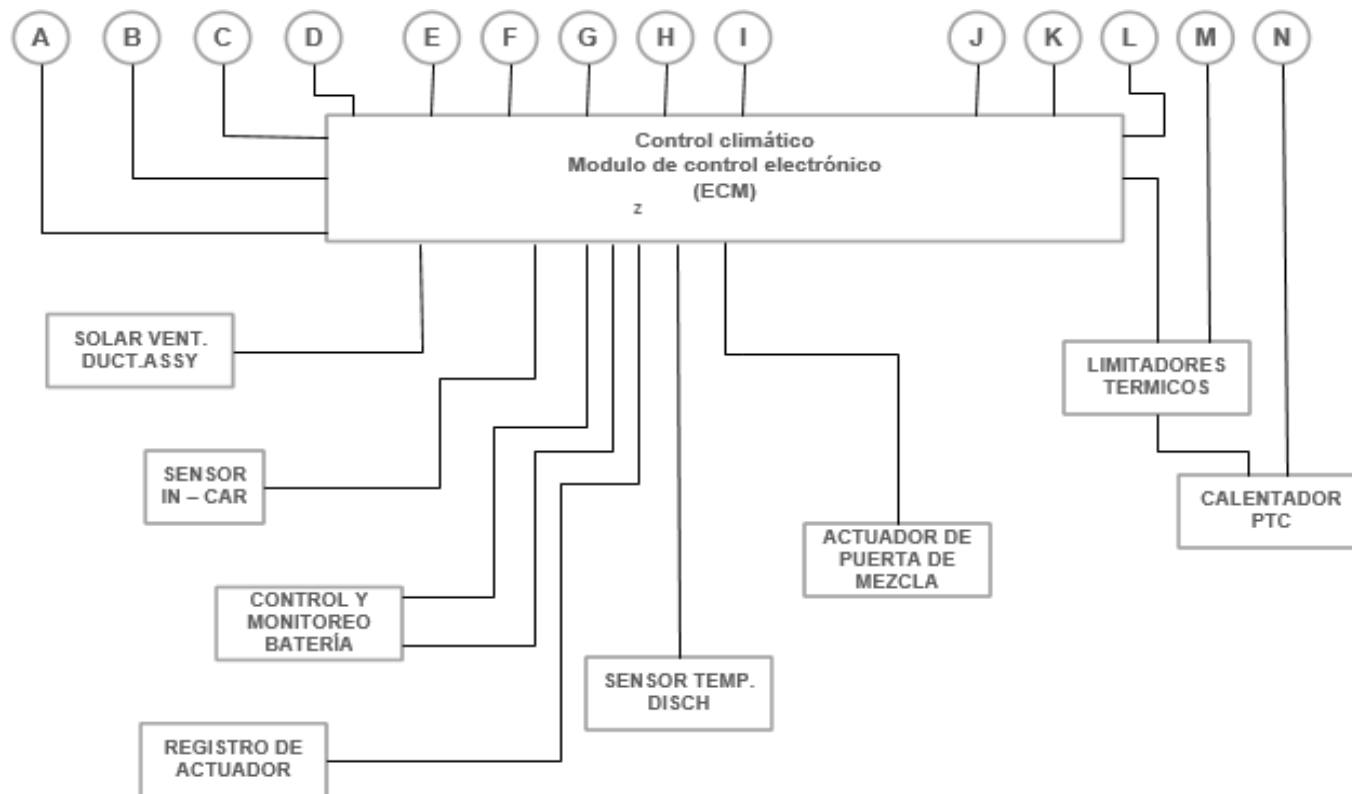 A B C D E F G H I J K L M N
Control climático
Modulo de control electrónico
(ECM)
z
SOLAR VENT.
DUCT.ASSY
LIMITADORES
TERMICOS
SENSOR
IN – CAR
CALENTADOR
PTC
ACTUADOR DE
PUERTA DE
MEZCLA
CONTROL Y
MONITOREO
BATERÍA
SENSOR TEMP.
DISCH
REGISTRO DE
ACTUADOR